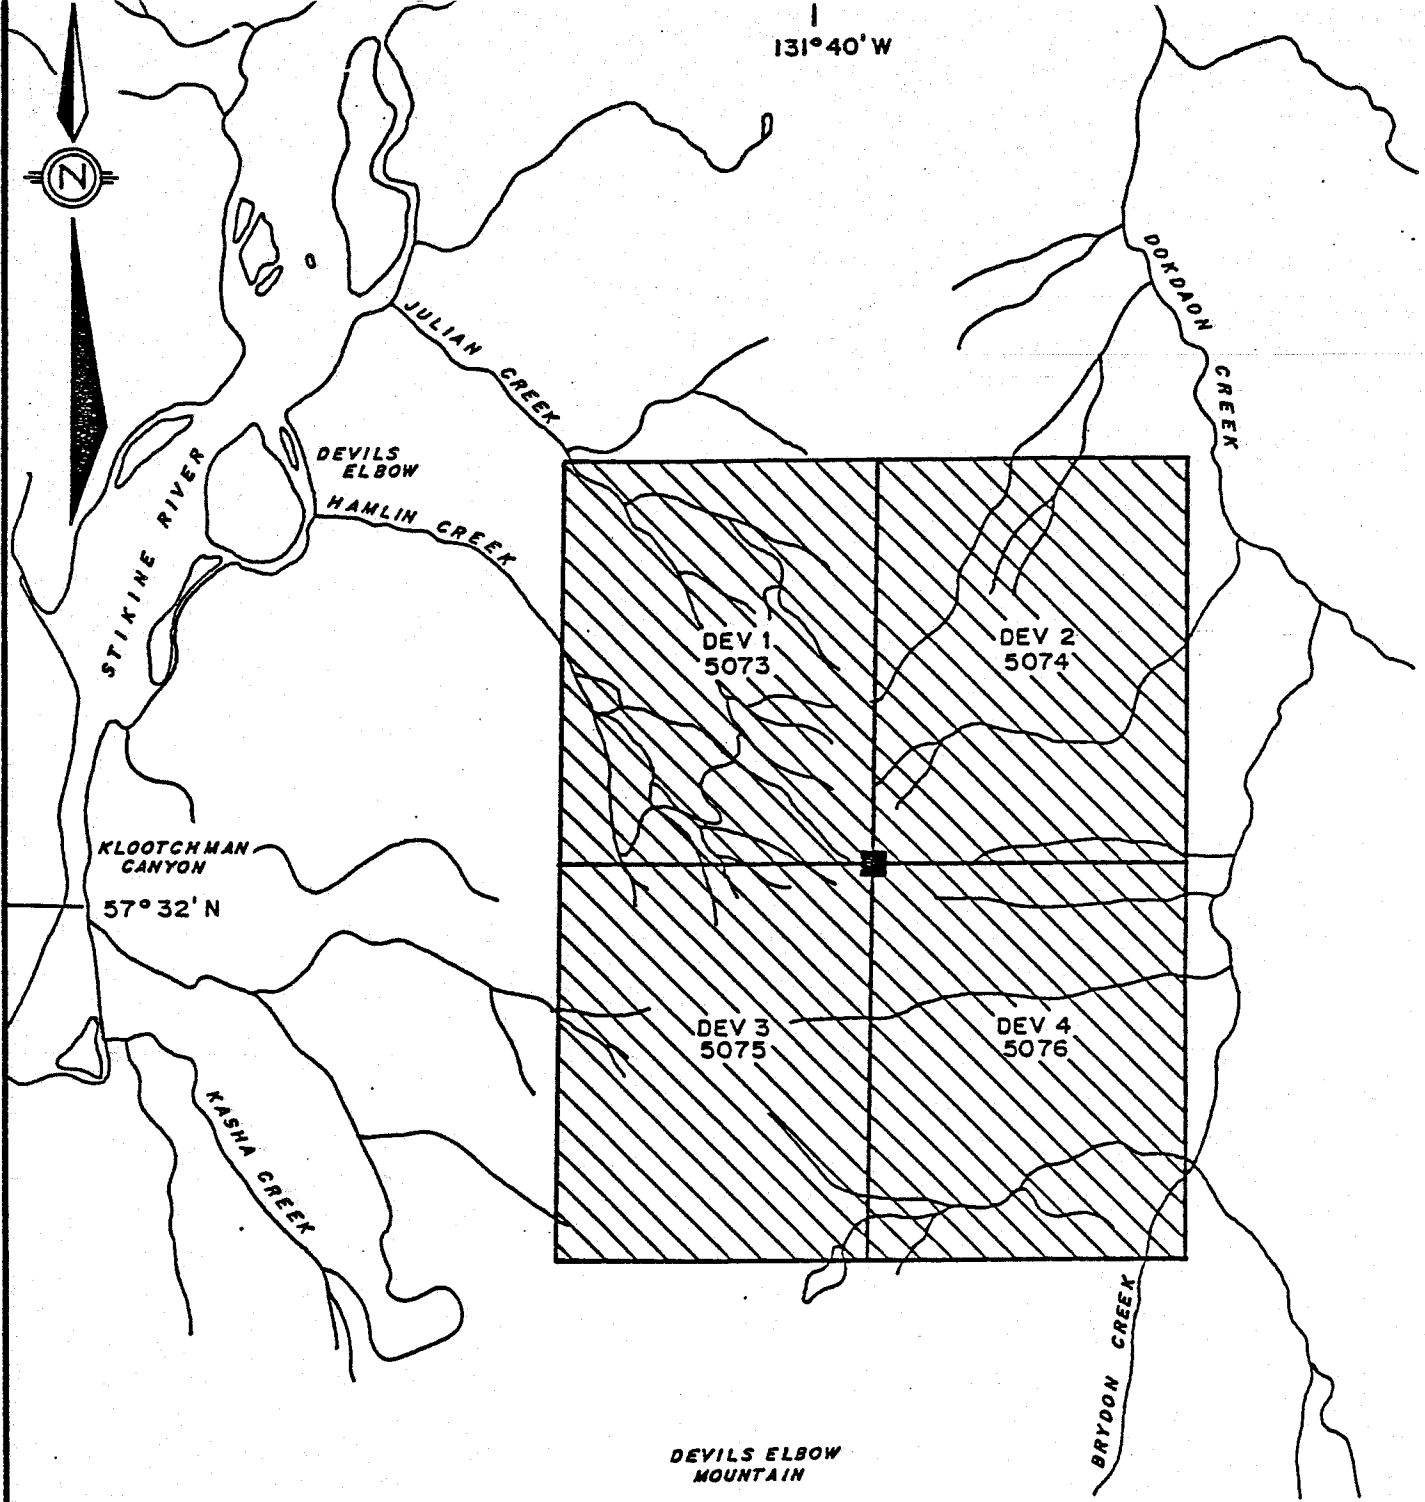 131°40'W
N
DOKDAON CREEK
JULIAN CREEK
DEVILS
ELBOW
HAMLIN CREEK
STIKINE RIVER
DEV 1
5073
DEV 2
5074
KLOOTCHMAN
CANYON
57°32'N
DEV 3
5075
DEV 4
5076
KASHA CREEK
BRYDON CREEK
DEVILS ELBOW
MOUNTAIN